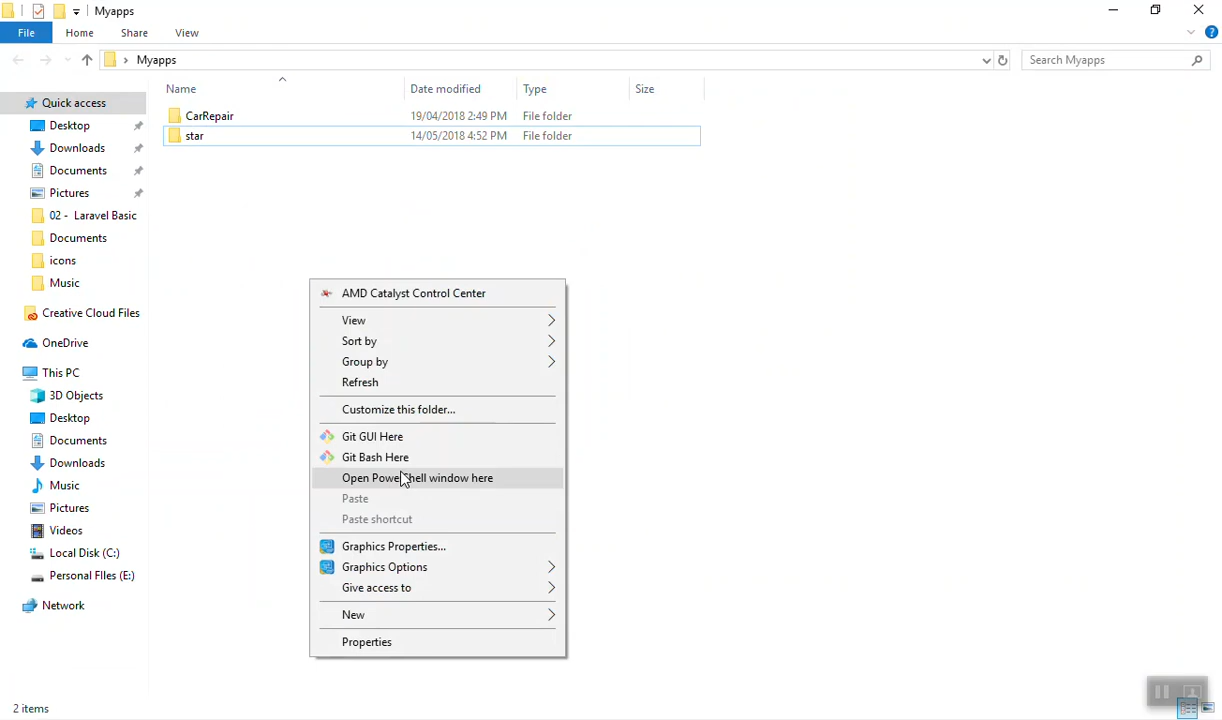 Myapps
File Home Share View
Myapps Search Myapps
Name Date modified Type Size
CarRepair 19/04/2018 2:49 PM File folder
star 14/05/2018 4:52 PM File folder
Quick access
Desktop
Downloads
Documents
Pictures
02 - Laravel Basic
Documents
icons
Music
Creative Cloud Files
OneDrive
This PC
3D Objects
Desktop
Documents
Downloads
Music
Pictures
Videos
Local Disk (C:)
Personal FIles (E:)
Network
AMD Catalyst Control Center
View
Sort by
Group by
Refresh
Customize this folder...
Git GUI Here
Git Bash Here
Open PowerShell window here
Paste
Paste shortcut
Graphics Properties...
Graphics Options
Give access to
New
Properties
2 items